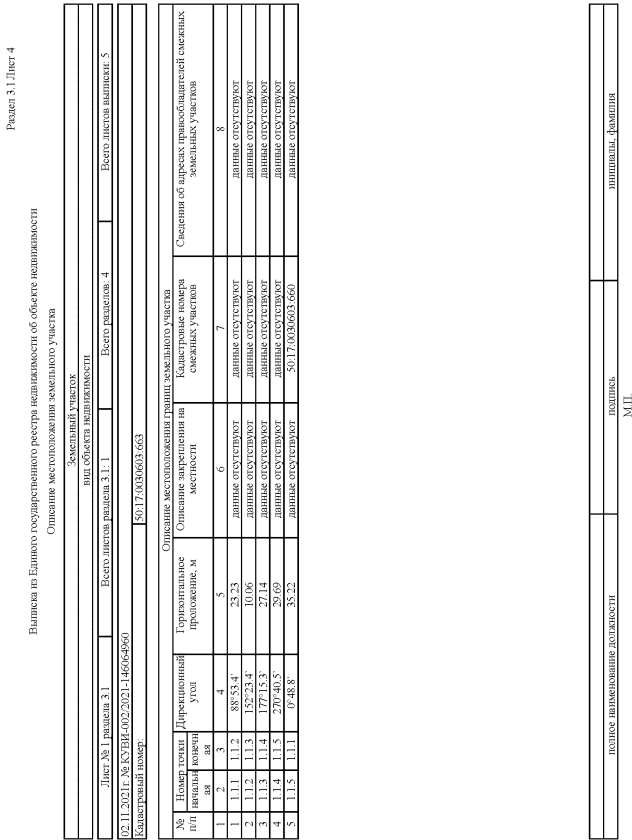 Раздел 3.1 Лист 4
Выписка из Единого государственного реестра недвижимости об объекте недвижимости
Описание местоположения земельного участка
Земельный участок
вид объекта недвижимости
Лист № 1 раздела 3.1 Всего листов раздела 3.1: 1 Всего разделов: 4 Всего листов выписки: 5
02.11.2021г. № КУВИ-002/2021-146064960
Кадастровый номер: 50:17:0030603:663
Описание местоположения границ земельного участка
№ п/п Номер точки Дирекционный угол Горизонтальное проложение, м Описание закрепления на местности Кадастровые номера смежных участков Сведения об адресах правообладателей смежных земельных участков
начальн ая конечн ая
1 2 3 4 5 6 7 8
1 1.1.1 1.1.2 88°53.4` 23.23 данные отсутствуют данные отсутствуют данные отсутствуют
2 1.1.2 1.1.3 152°23.4` 10.06 данные отсутствуют данные отсутствуют данные отсутствуют
3 1.1.3 1.1.4 177°15.3` 27.14 данные отсутствуют данные отсутствуют данные отсутствуют
4 1.1.4 1.1.5 270°40.5` 29.69 данные отсутствуют данные отсутствуют данные отсутствуют
5 1.1.5 1.1.1 0°48.8` 35.22 данные отсутствуют 50:17:0030603:660 данные отсутствуют
полное наименование должности подпись инициалы, фамилия
М.П.